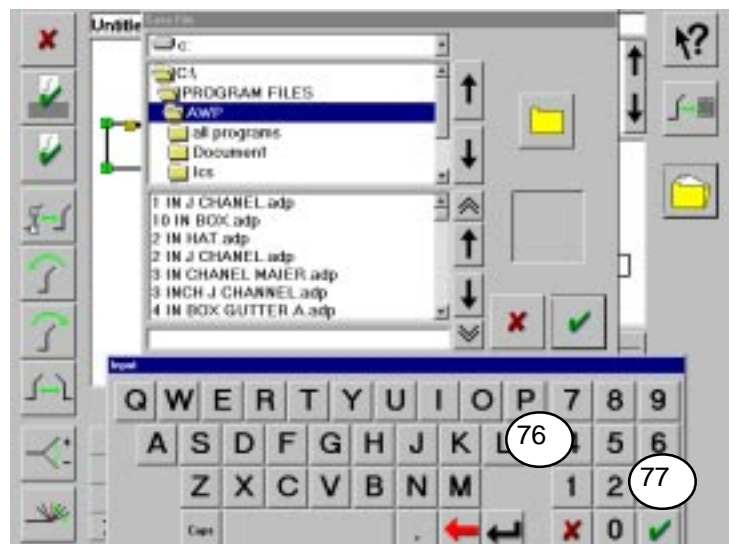 Untitle
Save File
c:
C:\
PROGRAM FILES
AWP
all programs
Document
lcs
1 IN J CHANEL.adp
10 IN BOX.adp
2 IN HAT.adp
2 IN J CHANEL.adp
3 IN CHANEL MAIER.adp
3 INCH J CHANNEL.adp
4 IN BOX GUTTER A.adp
Input
Q W E R T Y U I O P 7 8 9
A S D F G H J K L 76 4 5 6
Z X C V B N M 1 2 77
Caps . 0